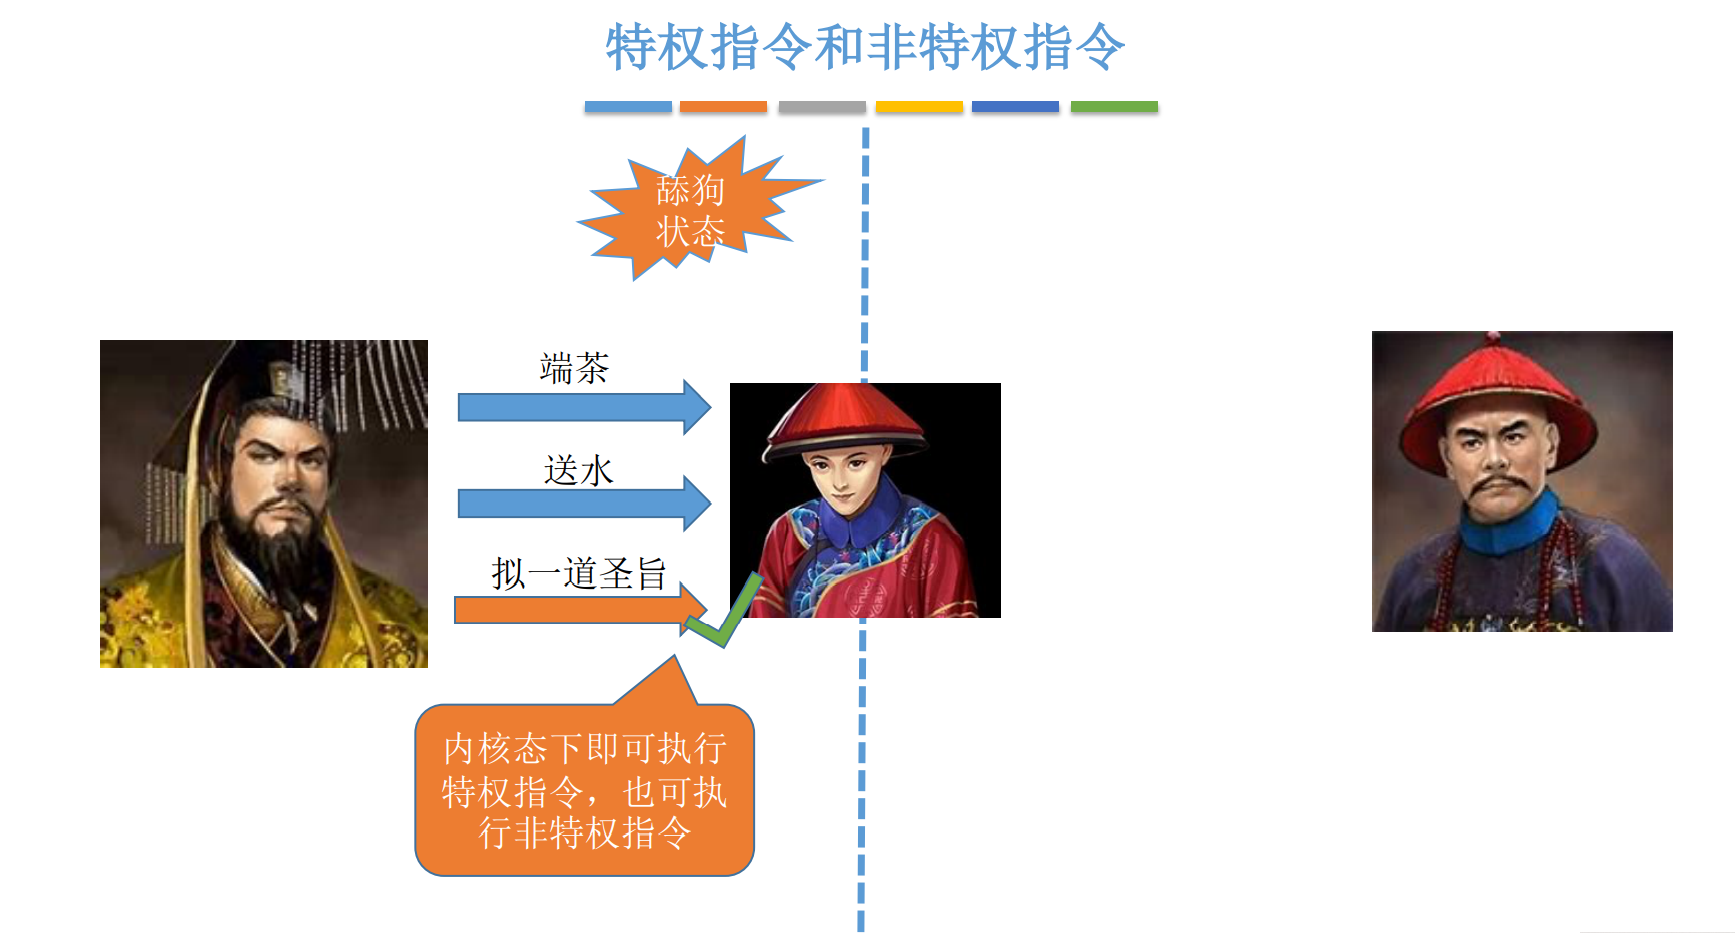 特权指令和非特权指令
舔狗
状态
端茶
送水
拟一道圣旨
内核态下即可执行
特权指令，也可执
行非特权指令